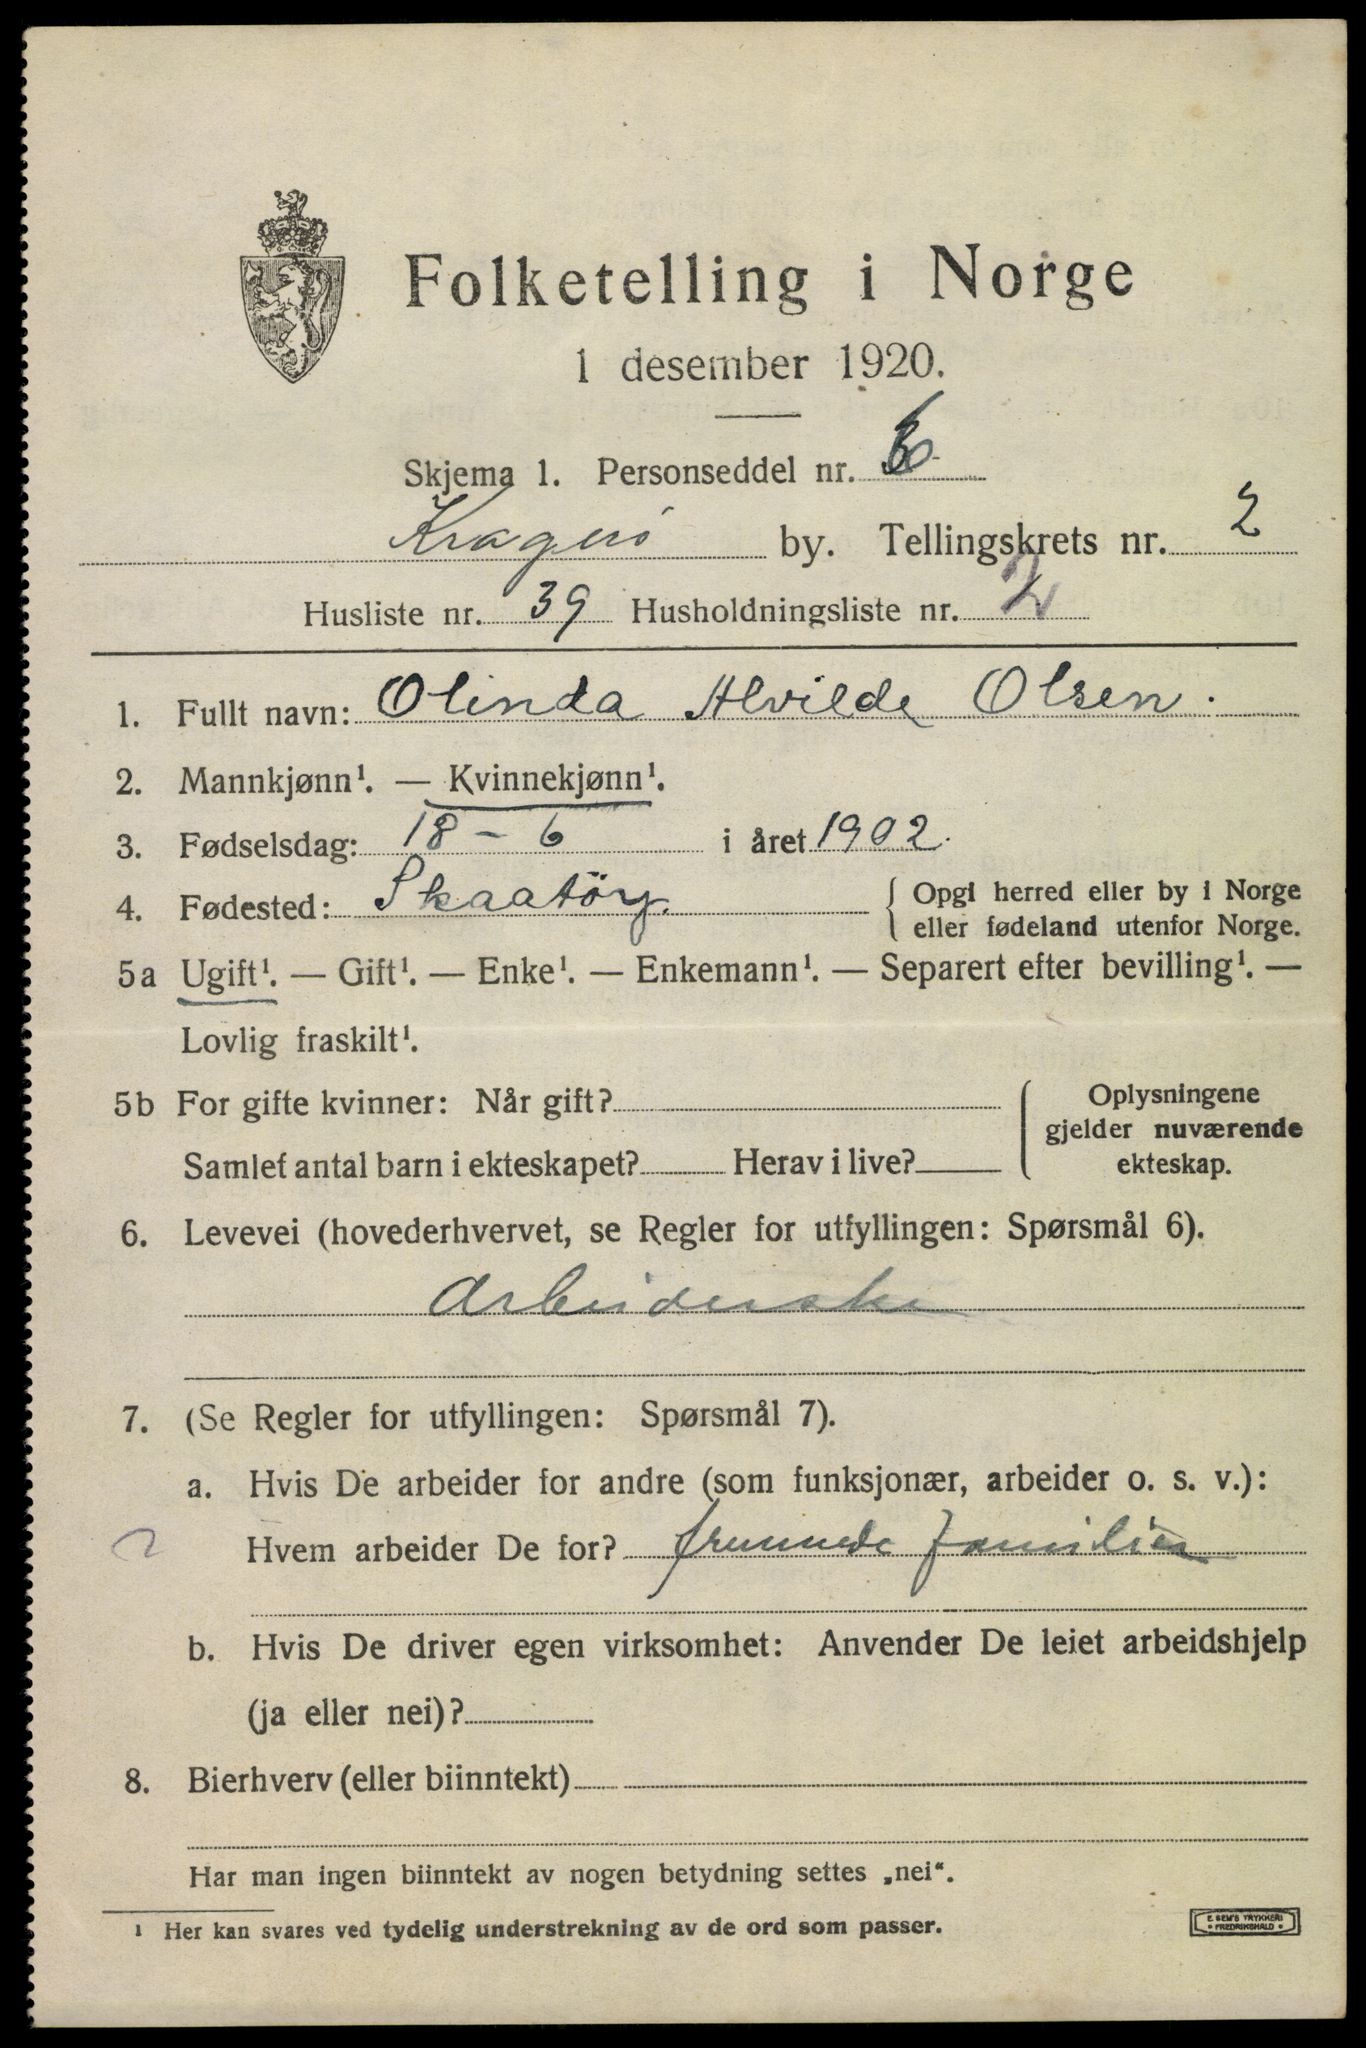 Folketelling i Norge
1 desember 1920.
Skjema 1. Personseddel nr. 6
Kragerö by. Tellingskrets nr. 2
Husliste nr. 39 Husholdningsliste nr. 2
1. Fullt navn: Olinda Alvilde Olsen.
2. Mannkjønn¹. — Kvinnekjønn¹.
3. Fødselsdag: 18 - 6 i året 1902.
4. Fødested: Skaatöy. { Opgi herred eller by i Norge
eller fødeland utenfor Norge.
5a Ugift¹. — Gift¹. — Enke¹. — Enkemann¹. — Separert efter bevilling¹. —
Lovlig fraskilt¹.
5b For gifte kvinner: Når gift? Oplysningene
gjelder nuværende
Samlet antal barn i ekteskapet? Herav i live? ekteskap.
6. Levevei (hovederhvervet, se Regler for utfyllingen: Spørsmål 6).
Arbeiderske
7. (Se Regler for utfyllingen: Spørsmål 7).
a. Hvis De arbeider for andre (som funksjonær, arbeider o. s. v.):
Hvem arbeider De for? fremmede familier
b. Hvis De driver egen virksomhet: Anvender De leiet arbeidshjelp
(ja eller nei)?
8. Bierhverv (eller biinntekt)
Har man ingen biinntekt av nogen betydning settes „nei“.
¹ Her kan svares ved tydelig understrekning av de ord som passer.
E. SEM'S TRYKKERI
FREDRIKSHALD